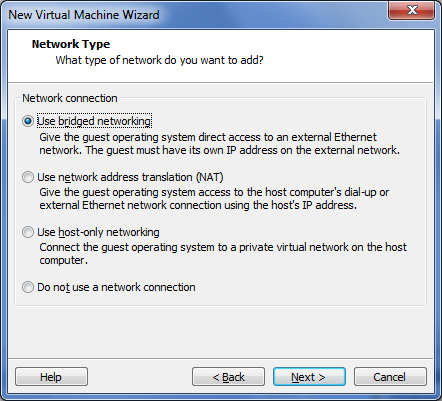 New Virtual Machine Wizard
Network Type
What type of network do you want to add?
Network connection
Use bridged networking
Give the guest operating system direct access to an external Ethernet
network. The guest must have its own IP address on the external network.
Use network address translation (NAT)
Give the guest operating system access to the host computer's dial-up or
external Ethernet network connection using the host's IP address.
Use host-only networking
Connect the guest operating system to a private virtual network on the host
computer.
Do not use a network connection
Help
< Back
Next >
Cancel